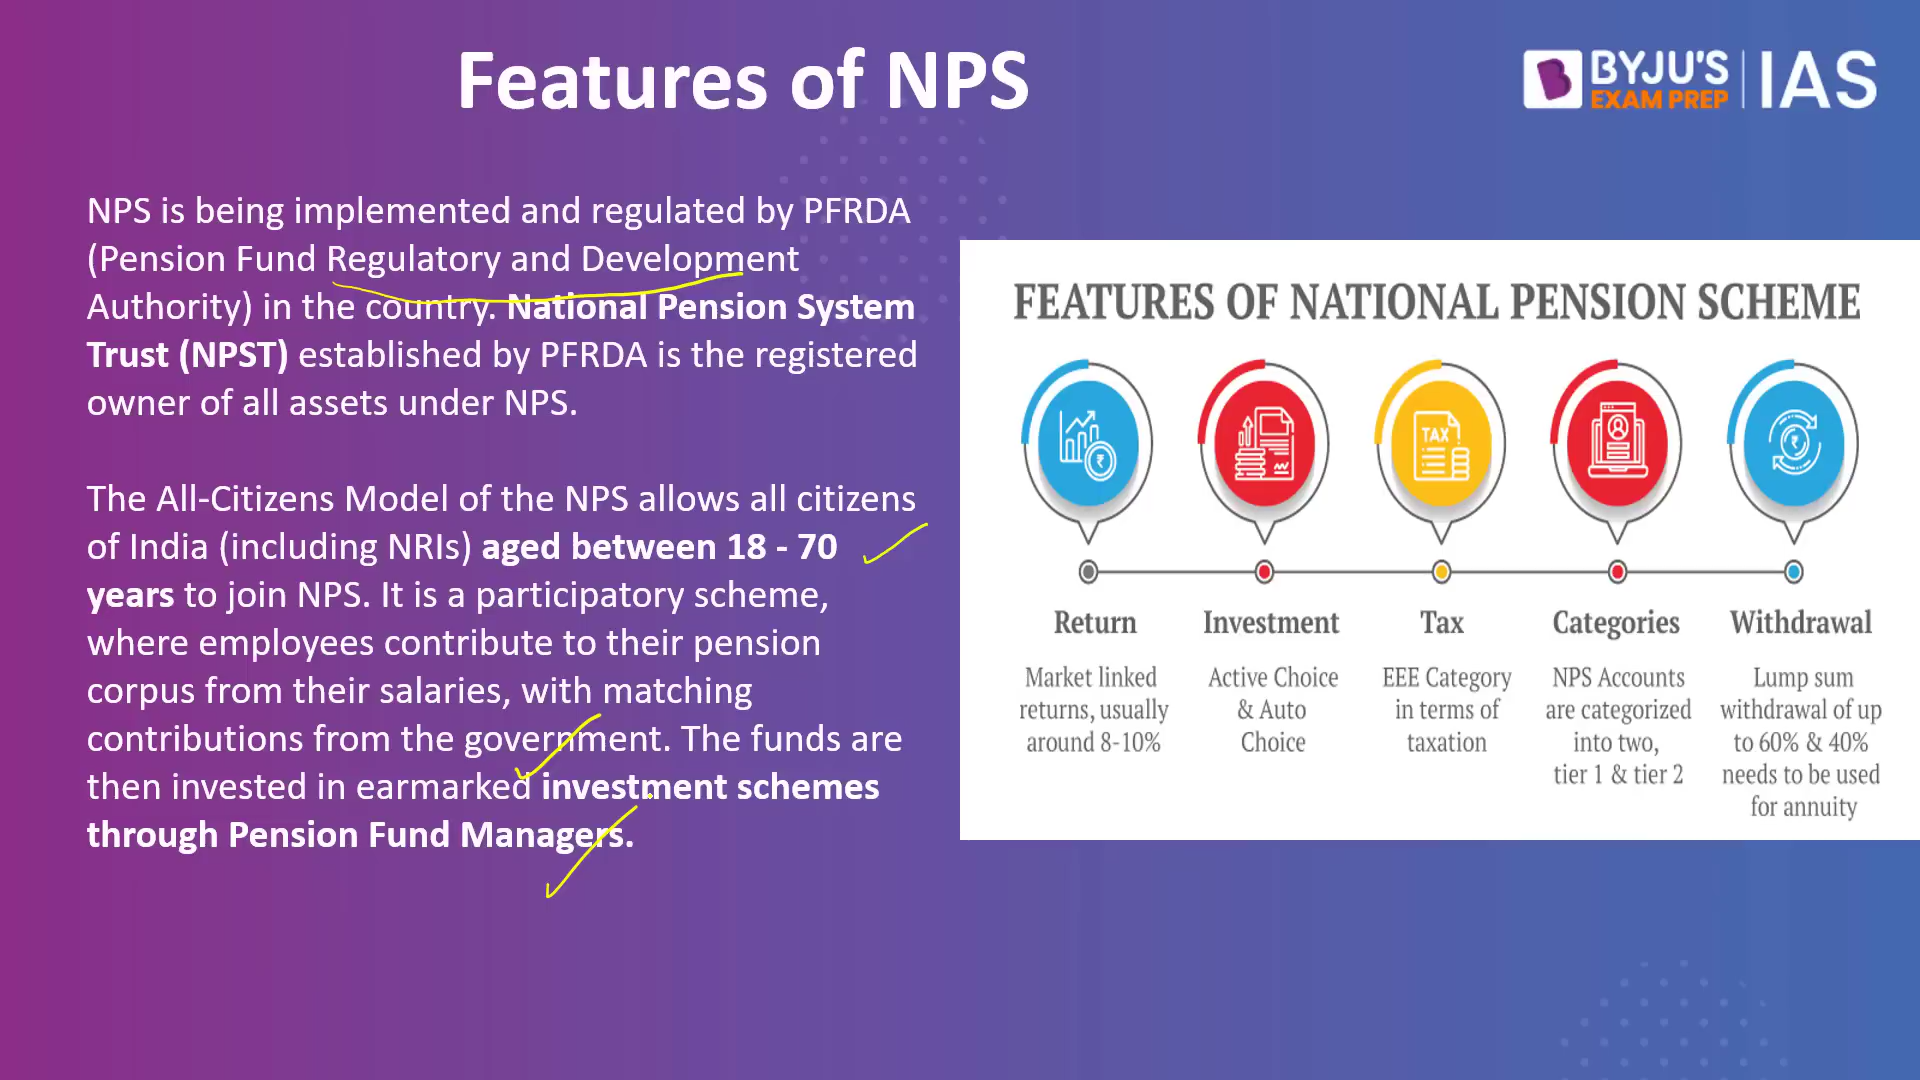 Features of NPS
BYJU'S
EXAM PREP
IAS
NPS is being implemented and regulated by PFRDA
(Pension Fund Regulatory and Development
Authority) in the country. National Pension System
Trust (NPST) established by PFRDA is the registered
owner of all assets under NPS.
The All-Citizens Model of the NPS allows all citizens
of India (including NRIs) aged between 18 - 70
years to join NPS. It is a participatory scheme,
where employees contribute to their pension
corpus from their salaries, with matching
contributions from the government. The funds are
then invested in earmarked investment schemes
through Pension Fund Managers.
FEATURES OF NATIONAL PENSION SCHEME
TAX
Return
Market linked
returns, usually
around 8-10%
Investment
Active Choice
& Auto
Choice
Tax
EEE Category
in terms of
taxation
Categories
NPS Accounts
are categorized
into two,
tier 1 & tier 2
Withdrawal
Lump sum
withdrawal of up
to 60% & 40%
needs to be used
for annuity